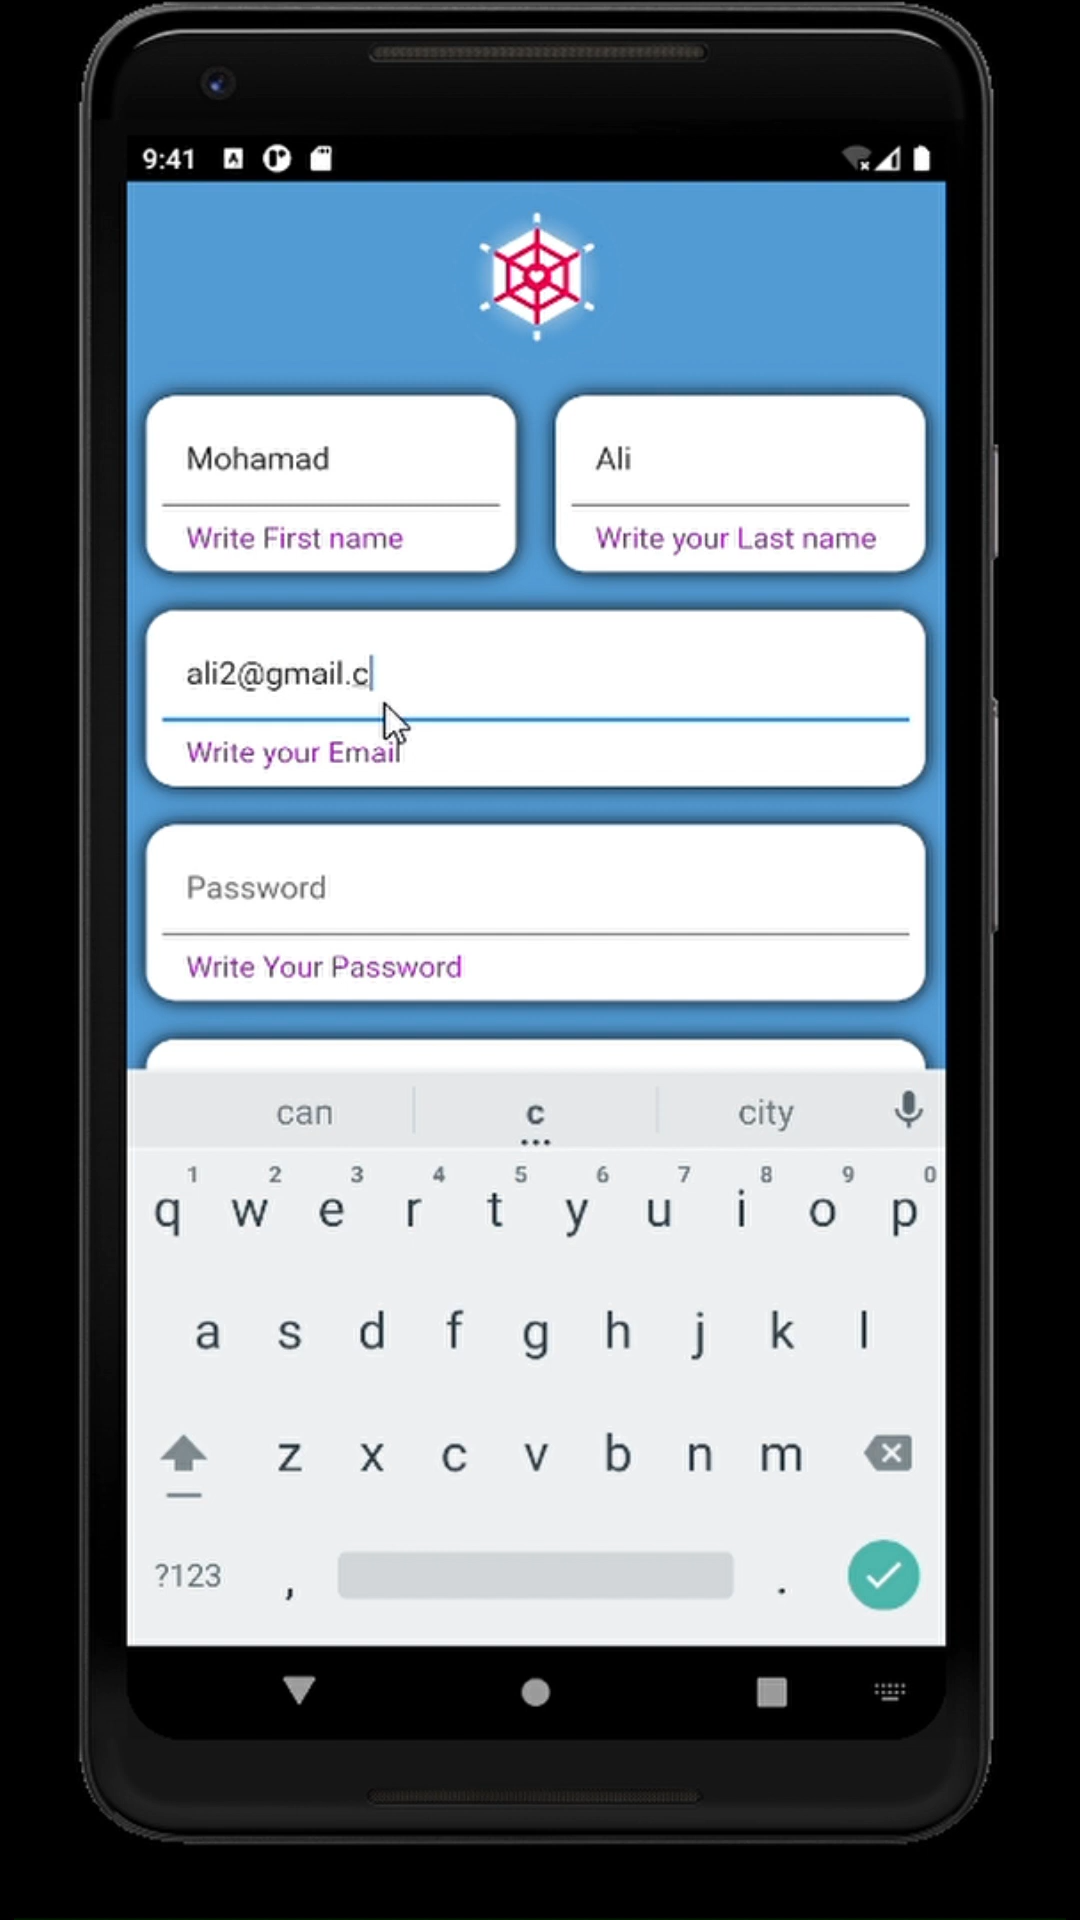 9:41
Mohamad
Ali
Write First name
Write your Last name
ali2@gmail.c
Write your Email
Password
Write Your Password
can c city
1 2 3 4 5 6 7 8 9 0
q w e r t y u i o p
a s d f g h j k l
z x c v b n m
?123 , .